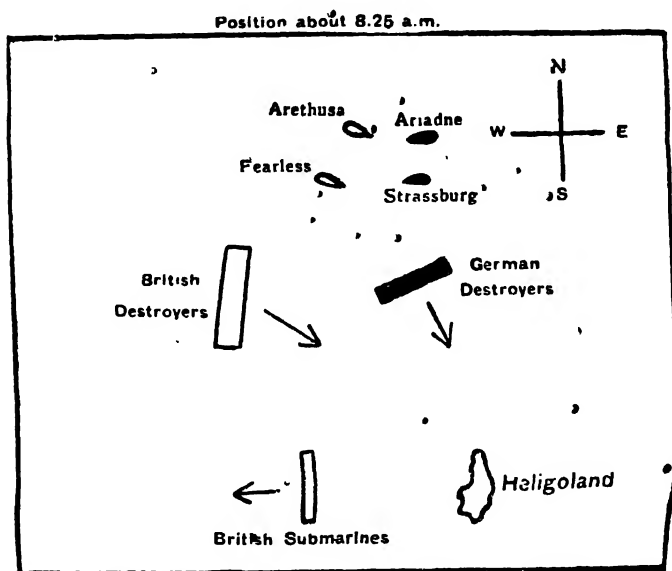 Position about 8.25 a.m.
N
Arethusa
Ariadne
W
E
Fearless
Strassburg
S
British
Destroyers
German
Destroyers
Heligoland
British Submarines